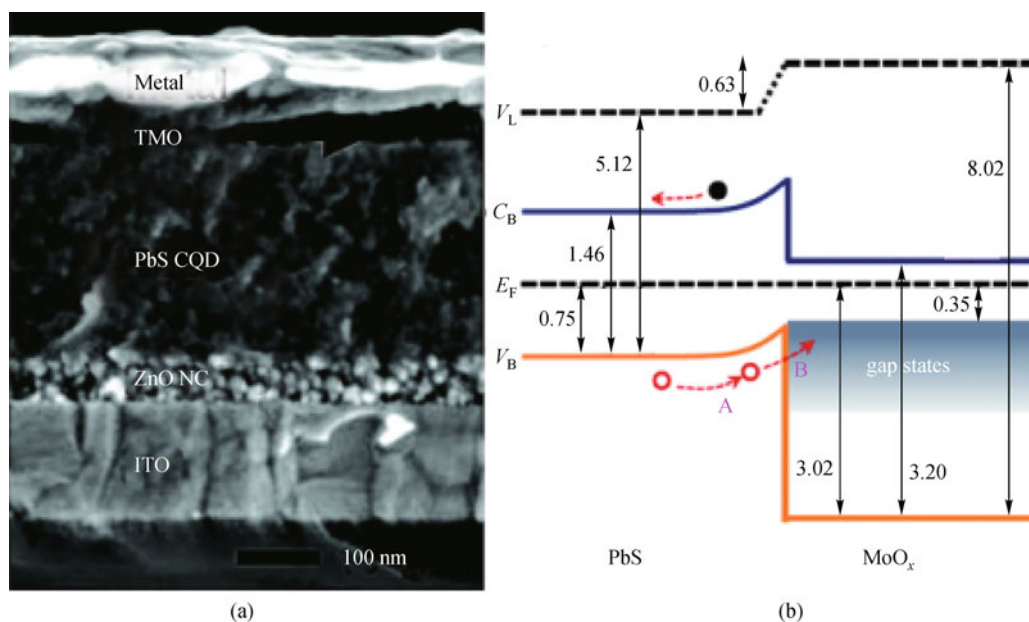 Metal
TMO
PbS CQD
ZnO NC
ITO
100 nm
(a)
0.63
V_L
5.12
8.02
C_B
1.46
E_F
0.75
0.35
V_B
gap states
B
A
3.02
3.20
PbS
MoO_x
(b)